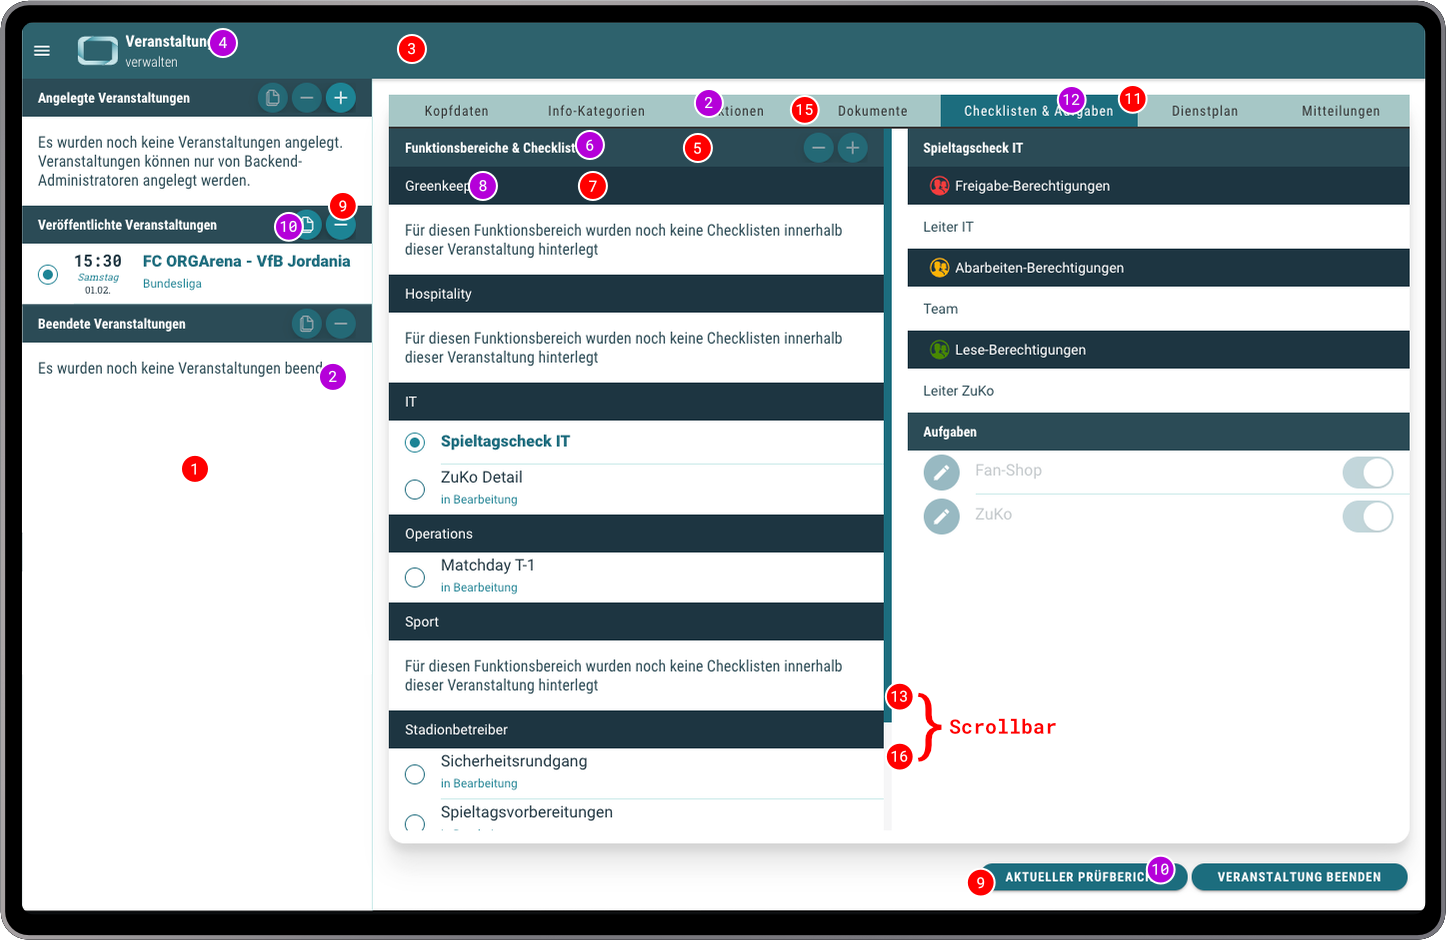 Veranstaltun 4
verwalten
3
Angelegte Veranstaltungen
Es wurden noch keine Veranstaltungen angelegt.
Veranstaltungen können nur von Backend-
Administratoren angelegt werden.
9
Veröffentlichte Veranstaltungen 10
15:30 FC ORGArena - VfB Jordania
Samstag Bundesliga
01.02.
Beendete Veranstaltungen
Es wurden noch keine Veranstaltungen beend
2
1
Kopfdaten Info-Kategorien 2 ktionen 15 Dokumente Checklisten & Aufgaben 12 11 Dienstplan Mitteilungen
Funktionsbereiche & Checklist 6 5
Greenkeep 8 7
Für diesen Funktionsbereich wurden noch keine Checklisten innerhalb
dieser Veranstaltung hinterlegt
Hospitality
Für diesen Funktionsbereich wurden noch keine Checklisten innerhalb
dieser Veranstaltung hinterlegt
IT
Spieltagscheck IT
ZuKo Detail
in Bearbeitung
Operations
Matchday T-1
in Bearbeitung
Sport
Für diesen Funktionsbereich wurden noch keine Checklisten innerhalb
dieser Veranstaltung hinterlegt
Stadionbetreiber
Sicherheitsrundgang
in Bearbeitung
Spieltagsvorbereitungen
Spieltagscheck IT
Freigabe-Berechtigungen
Leiter IT
Abarbeiten-Berechtigungen
Team
Lese-Berechtigungen
Leiter ZuKo
Aufgaben
Fan-Shop
ZuKo
13
Scrollbar
16
9 AKTUELLER PRÜFBERIC 10 VERANSTALTUNG BEENDEN